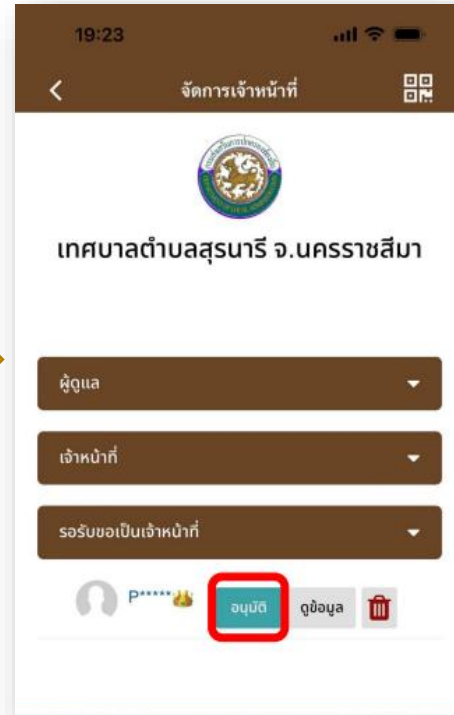 19:23
จัดการเจ้าหน้าที่
เทศบาลตำบลสุรนารี จ.นครราชสีมา
ผู้ดูแล
เจ้าหน้าที่
รอรับขอเป็นเจ้าหน้าที่
P***** อนุมัติ ดูข้อมูล